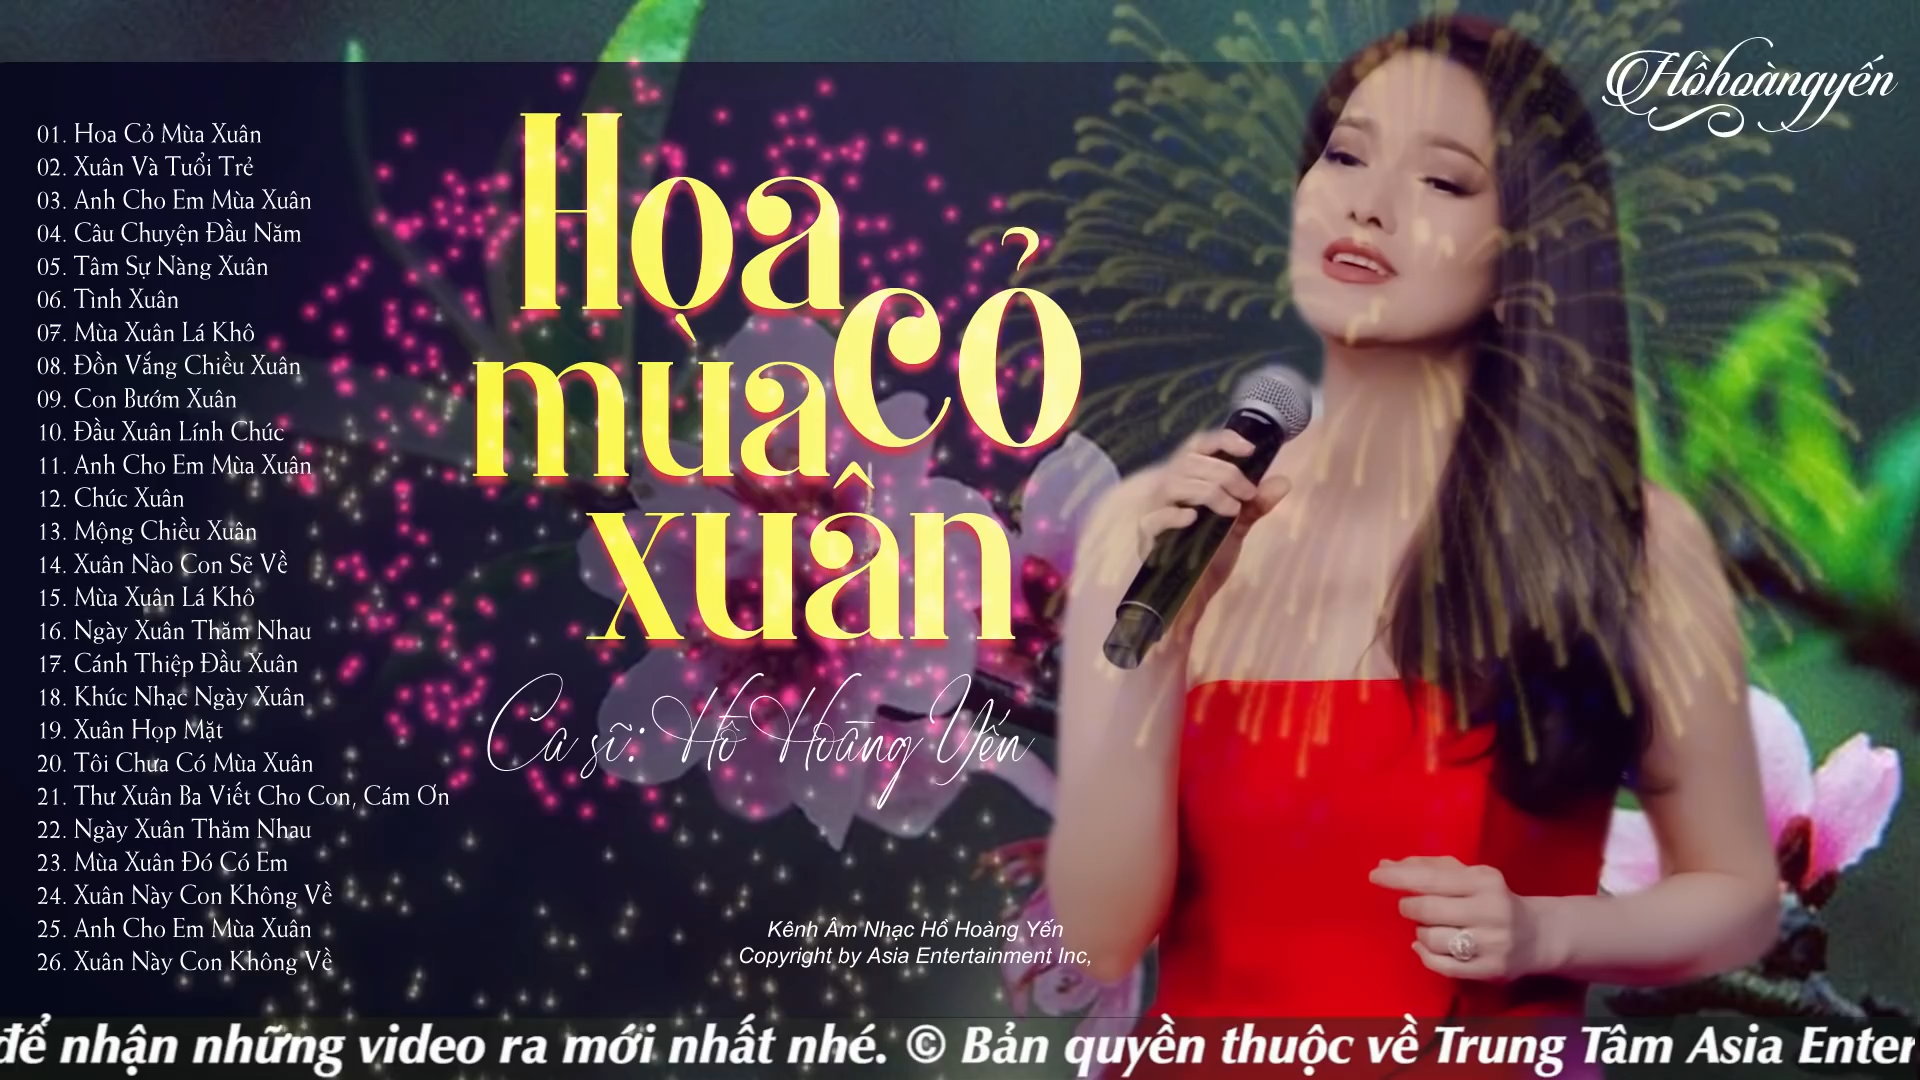 Hồ hoàng yến
01. Hoa Cỏ Mùa Xuân
02. Xuân Và Tuổi Trẻ
03. Anh Cho Em Mùa Xuân
04. Câu Chuyện Đầu Năm
05. Tâm Sự Nàng Xuân
06. Tình Xuân
07. Mùa Xuân Lá Khô
08. Đồn Vắng Chiều Xuân
09. Con Bướm Xuân
10. Đầu Xuân Lính Chúc
11. Anh Cho Em Mùa Xuân
12. Chúc Xuân
13. Mộng Chiều Xuân
14. Xuân Nào Con Sẽ Về
15. Mùa Xuân Lá Khô
16. Ngày Xuân Thăm Nhau
17. Cánh Thiệp Đầu Xuân
18. Khúc Nhạc Ngày Xuân
19. Xuân Họp Mặt
20. Tôi Chưa Có Mùa Xuân
21. Thư Xuân Ba Viết Cho Con, Cám Ơn
22. Ngày Xuân Thăm Nhau
23. Mùa Xuân Đó Có Em
24. Xuân Này Con Không Về
25. Anh Cho Em Mùa Xuân
26. Xuân Này Con Không Về
Hoa
cỏ
mùa
xuân
Ca sĩ: Hồ Hoàng Yến
Kênh Âm Nhạc Hồ Hoàng Yến
Copyright by Asia Entertainment Inc,
để nhận những video ra mới nhất nhé. © Bản quyền thuộc về Trung Tâm Asia Enter